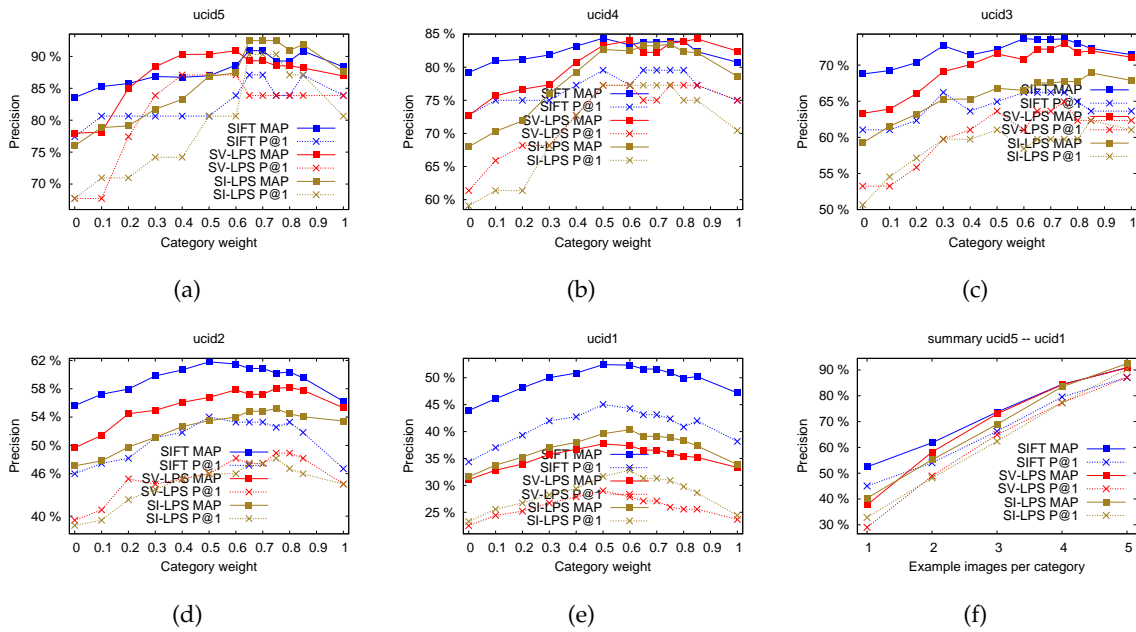 ucid5
90 %
85 %
80 %
75 %
70 %
Precision
SIFT MAP
SIFT P@1
SV-LPS MAP
SV-LPS P@1
SI-LPS MAP
SI-LPS P@1
0 0.1 0.2 0.3 0.4 0.5 0.6 0.7 0.8 0.9 1
Category weight
(a)
ucid4
85 %
80 %
75 %
70 %
65 %
60 %
Precision
SIFT MAP
SIFT P@1
SV-LPS MAP
SV-LPS P@1
SI-LPS MAP
SI-LPS P@1
0 0.1 0.2 0.3 0.4 0.5 0.6 0.7 0.8 0.9 1
Category weight
(b)
ucid3
70 %
65 %
60 %
55 %
50 %
Precision
SIFT MAP
SIFT P@1
SV-LPS MAP
SV-LPS P@1
SI-LPS MAP
SI-LPS P@1
0 0.1 0.2 0.3 0.4 0.5 0.6 0.7 0.8 0.9 1
Category weight
(c)
ucid2
62 %
58 %
54 %
50 %
46 %
40 %
Precision
SIFT MAP
SIFT P@1
SV-LPS MAP
SV-LPS P@1
SI-LPS MAP
SI-LPS P@1
0 0.1 0.2 0.3 0.4 0.5 0.6 0.7 0.8 0.9 1
Category weight
(d)
ucid1
50 %
45 %
40 %
35 %
30 %
25 %
Precision
SIFT MAP
SIFT P@1
SV-LPS MAP
SV-LPS P@1
SI-LPS MAP
SI-LPS P@1
0 0.1 0.2 0.3 0.4 0.5 0.6 0.7 0.8 0.9 1
Category weight
(e)
summary ucid5 -- ucid1
90 %
80 %
70 %
60 %
50 %
40 %
30 %
Precision
SIFT MAP
SIFT P@1
SV-LPS MAP
SV-LPS P@1
SI-LPS MAP
SI-LPS P@1
1 2 3 4 5
Example images per category
(f)